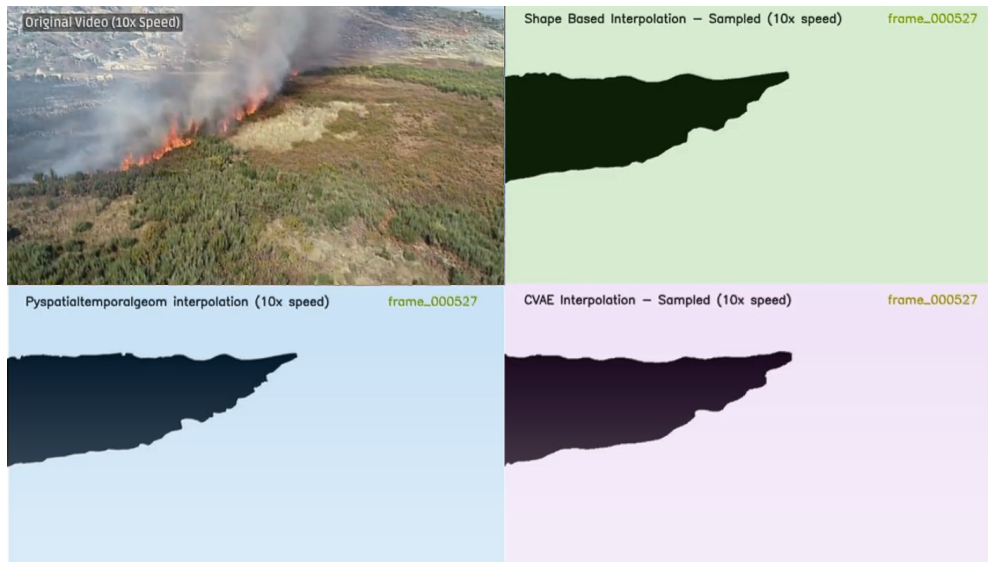 Original Video (10x Speed)
Shape Based Interpolation – Sampled (10x speed)
frame_000527
Pyspatialtemporalgeom interpolation (10x speed)
frame_000527
CVAE Interpolation – Sampled (10x speed)
frame_000527